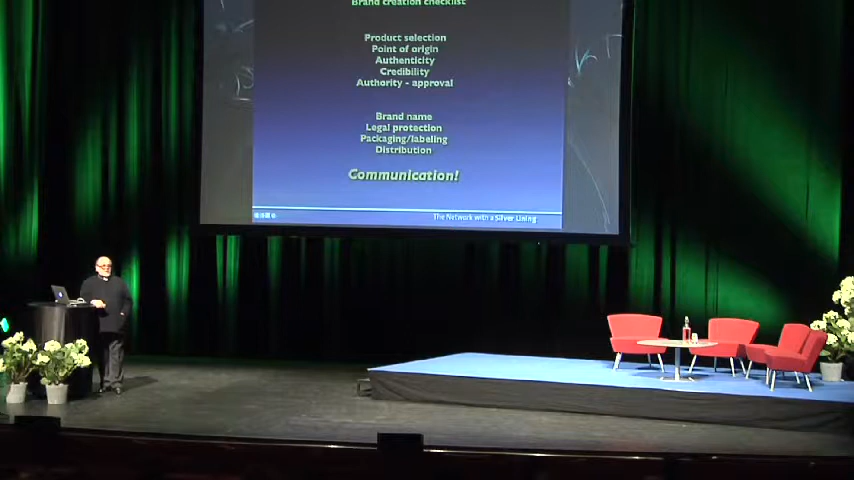 Brand creation checklist
Product selection
Point of origin
Authenticity
Credibility
Authority - approval
Brand name
Legal protection
Packaging/labeling
Distribution
Communication!
The Network with a Silver Lining